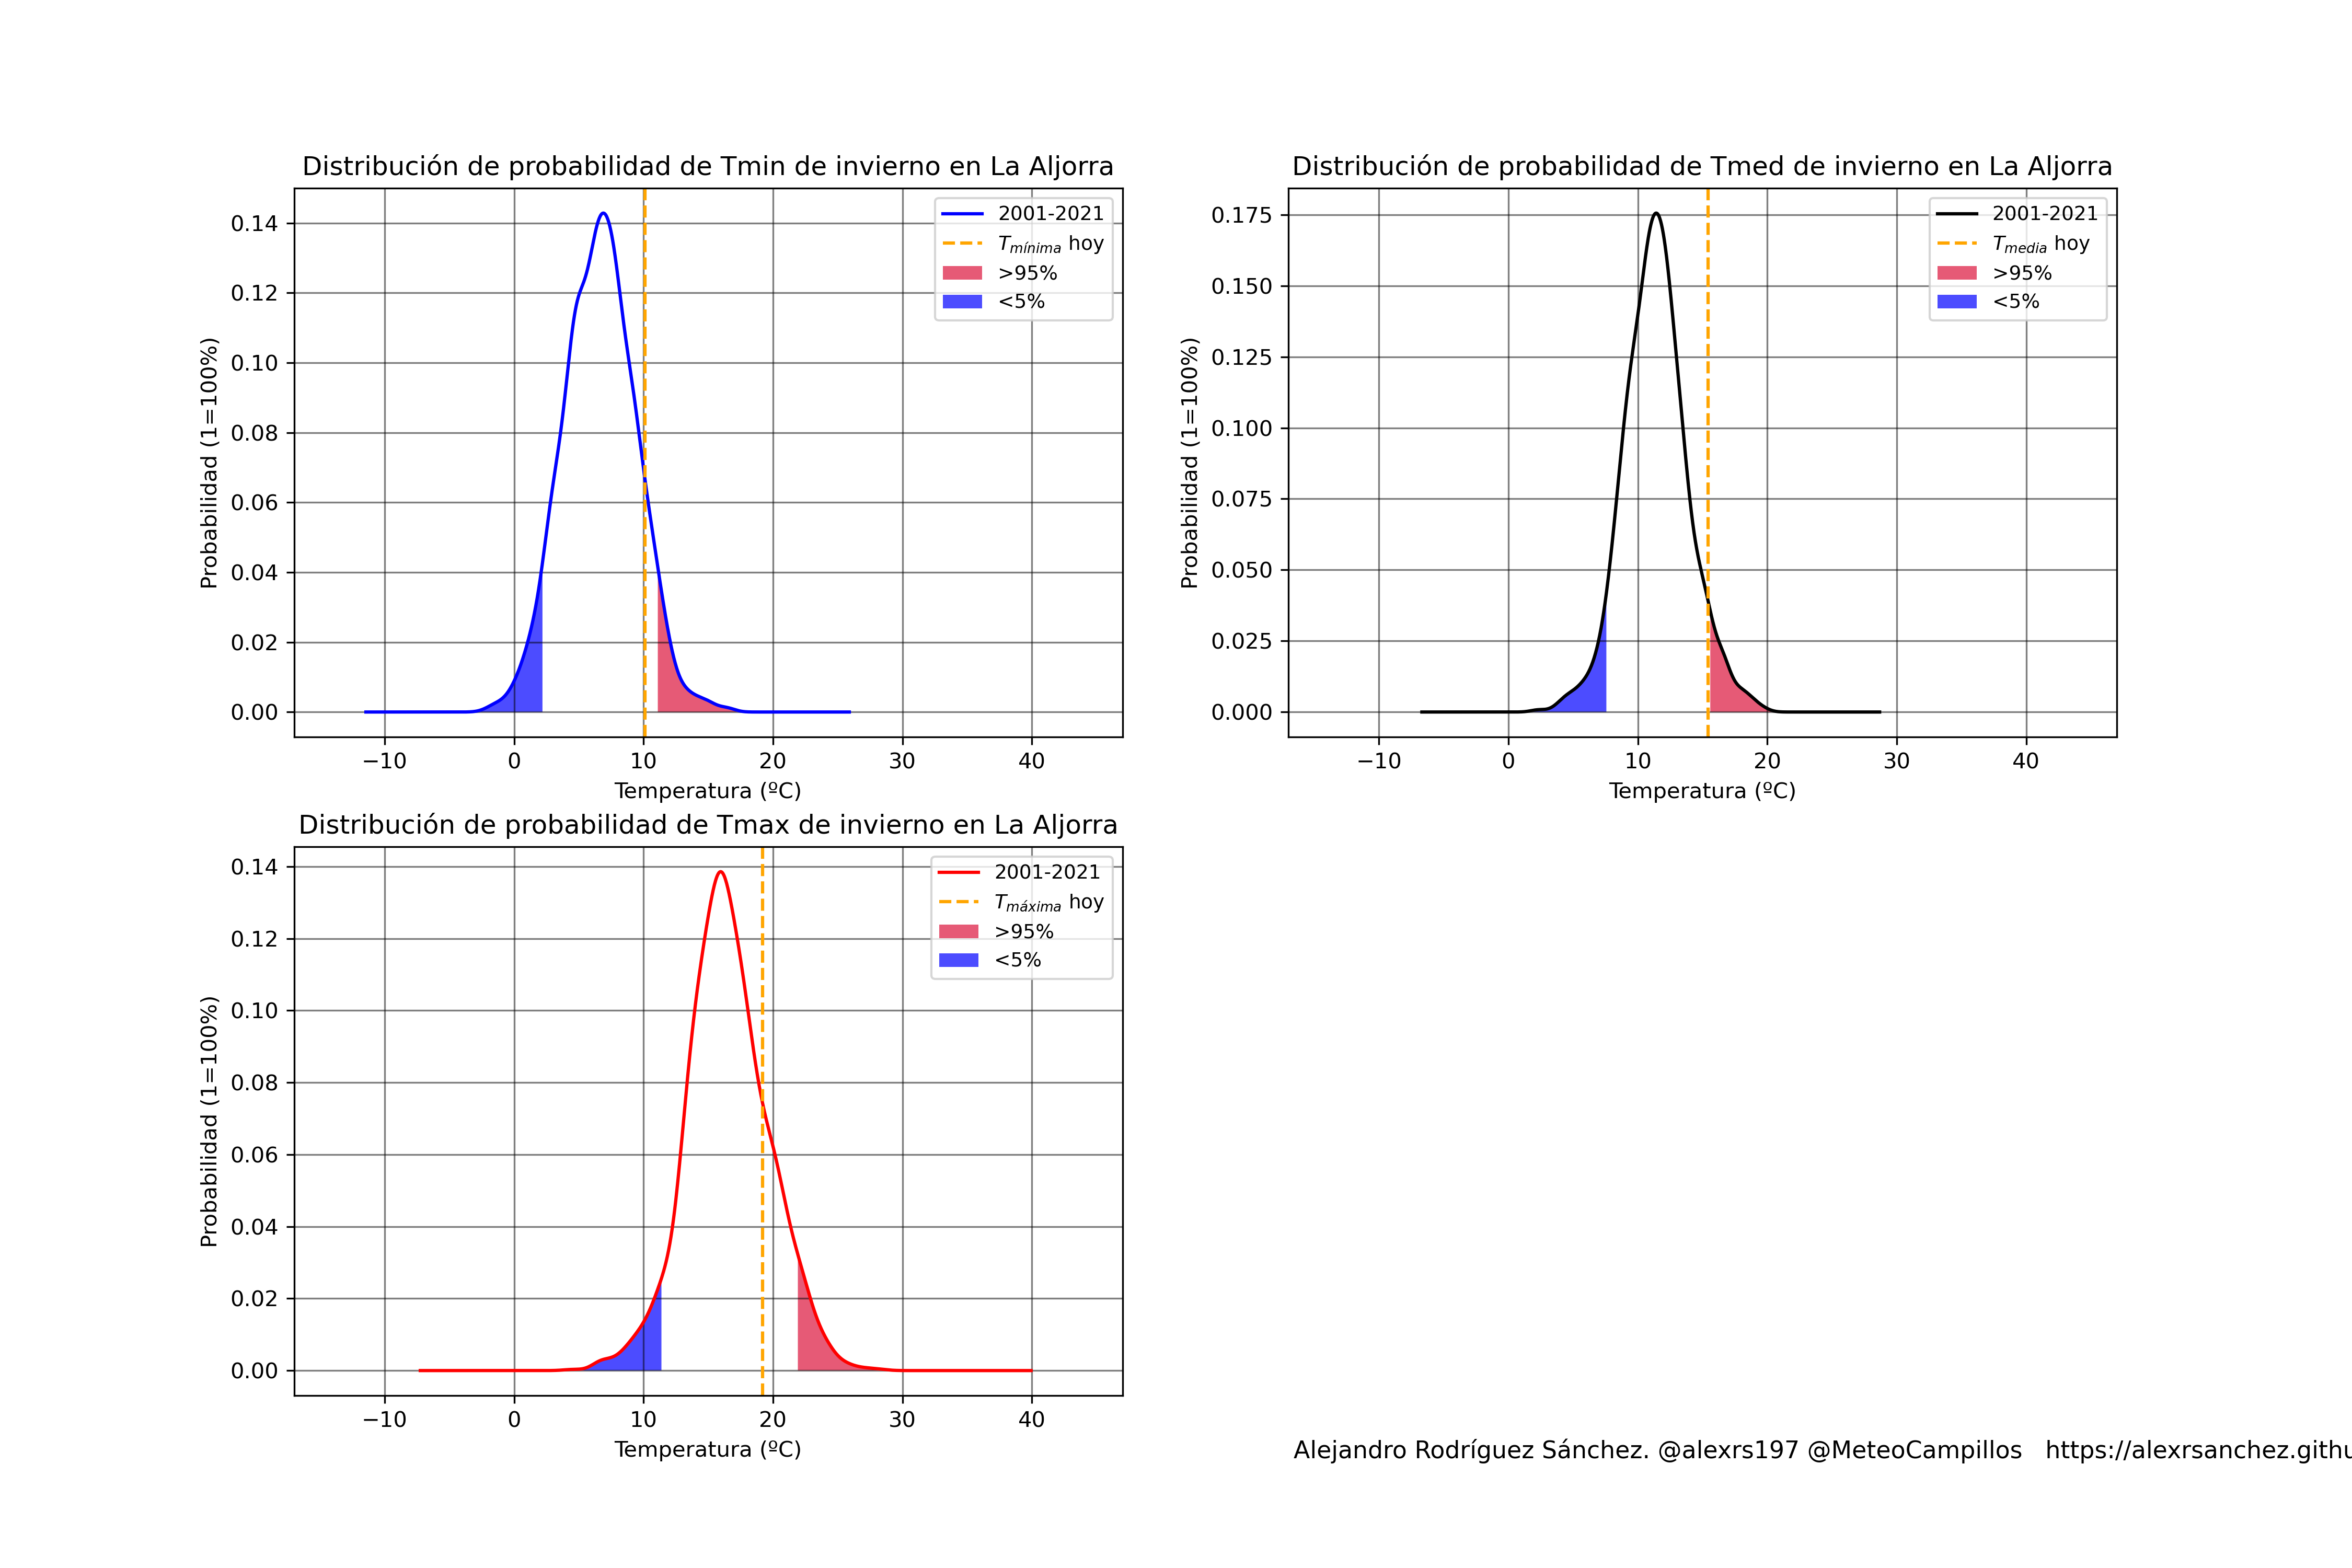 Distribución de probabilidad de Tmin de invierno en La Aljorra
Probabilidad (1=100%)
0.14
0.12
0.10
0.08
0.06
0.04
0.02
0.00
−10 0 10 20 30 40
Temperatura (ºC)
2001-2021
Tmínima hoy
>95%
<5%
Distribución de probabilidad de Tmed de invierno en La Aljorra
Probabilidad (1=100%)
0.175
0.150
0.125
0.100
0.075
0.050
0.025
0.000
−10 0 10 20 30 40
Temperatura (ºC)
2001-2021
Tmedia hoy
>95%
<5%
Distribución de probabilidad de Tmax de invierno en La Aljorra
Probabilidad (1=100%)
0.14
0.12
0.10
0.08
0.06
0.04
0.02
0.00
−10 0 10 20 30 40
Temperatura (ºC)
2001-2021
Tmáxima hoy
>95%
<5%
Alejandro Rodríguez Sánchez. @alexrs197 @MeteoCampillos https://alexrsanchez.githu